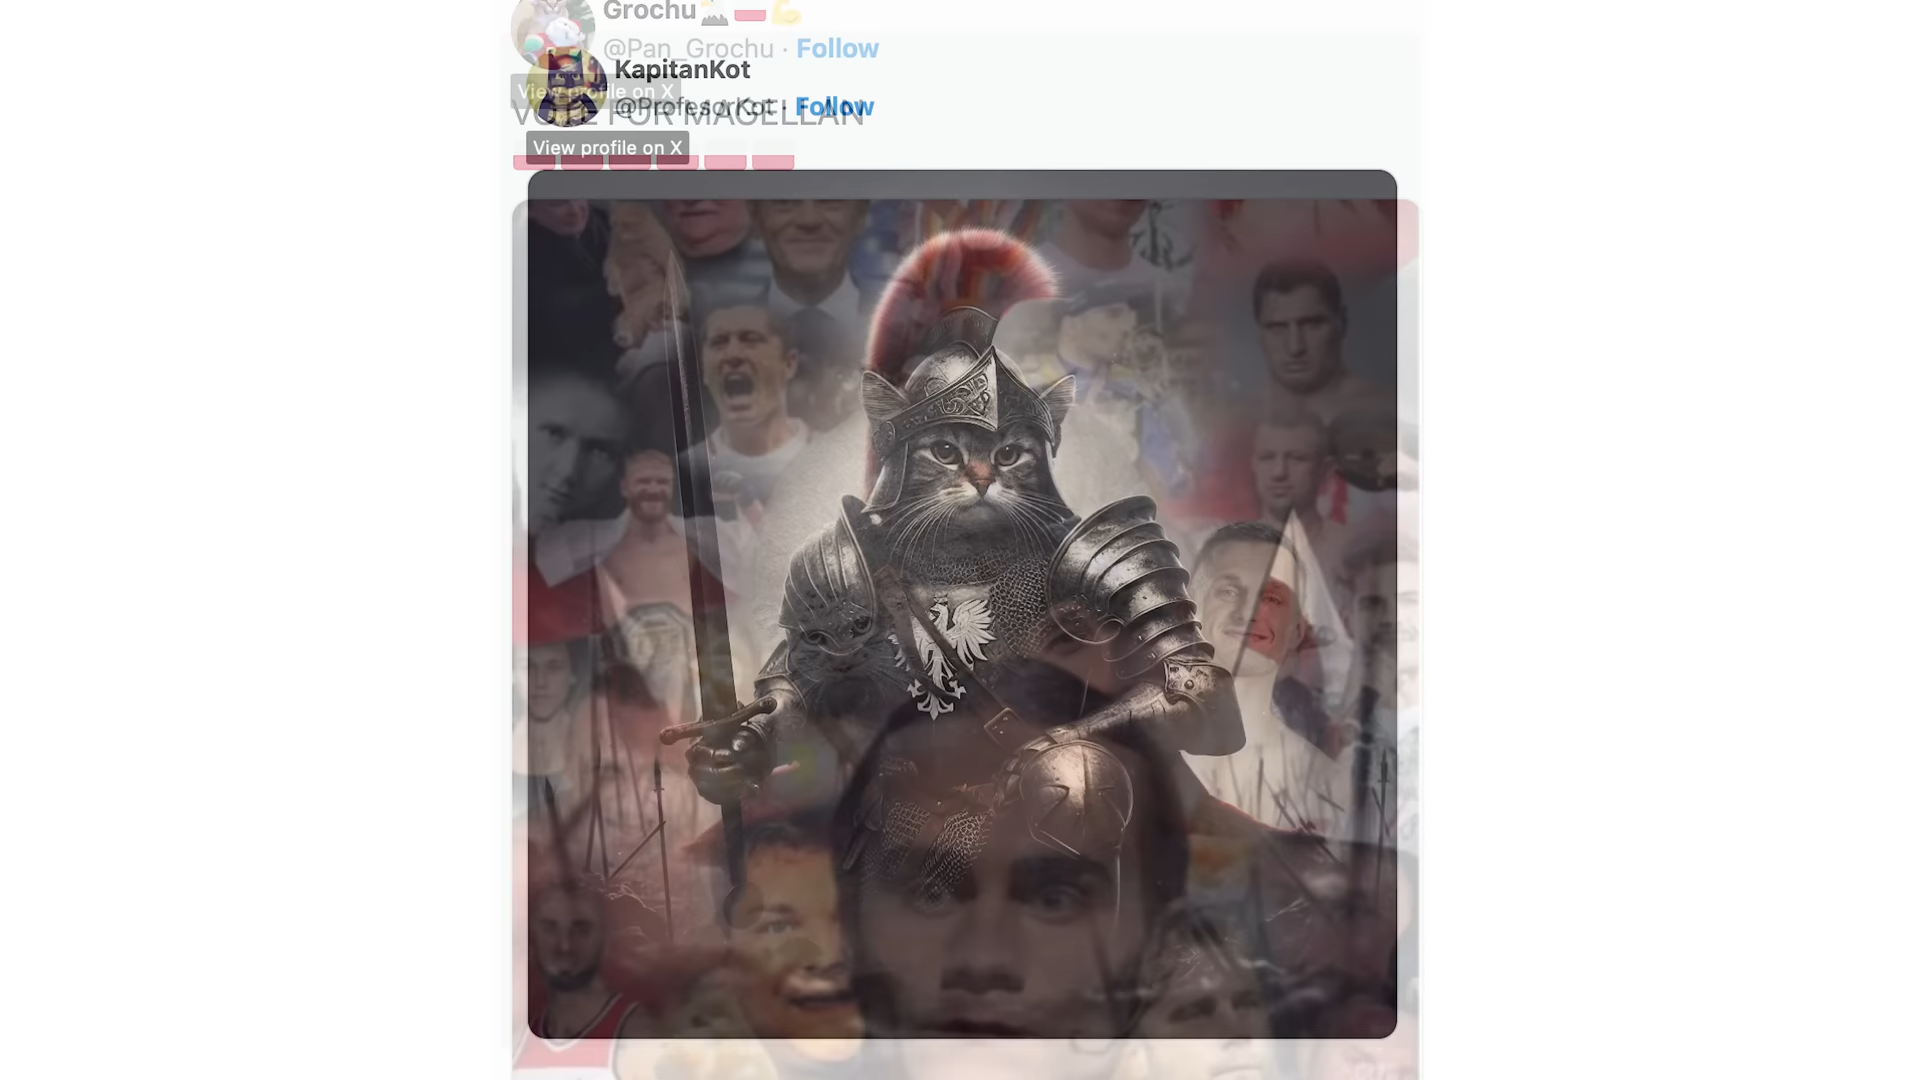 Grochu
@Pan_Grochu · Follow
KapitanKot
View profile on X
@ProfesorKot · Follow
VOTE FOR MAGELLAN
View profile on X